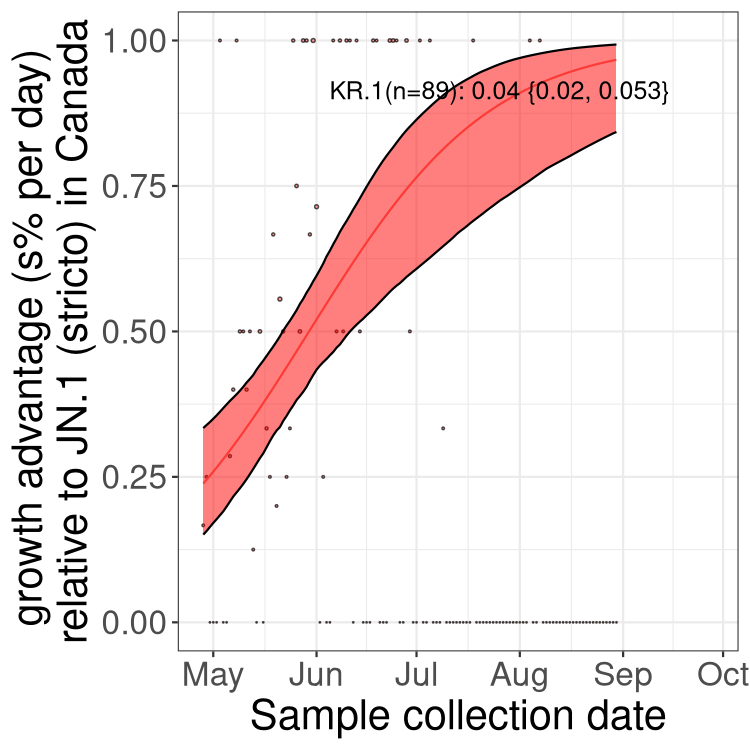 growth advantage (s% per day)
relative to JN.1 (stricto) in Canada
1.00
0.75
0.50
0.25
0.00
KR.1(n=89): 0.04 {0.02, 0.053}
May Jun Jul Aug Sep Oct
Sample collection date